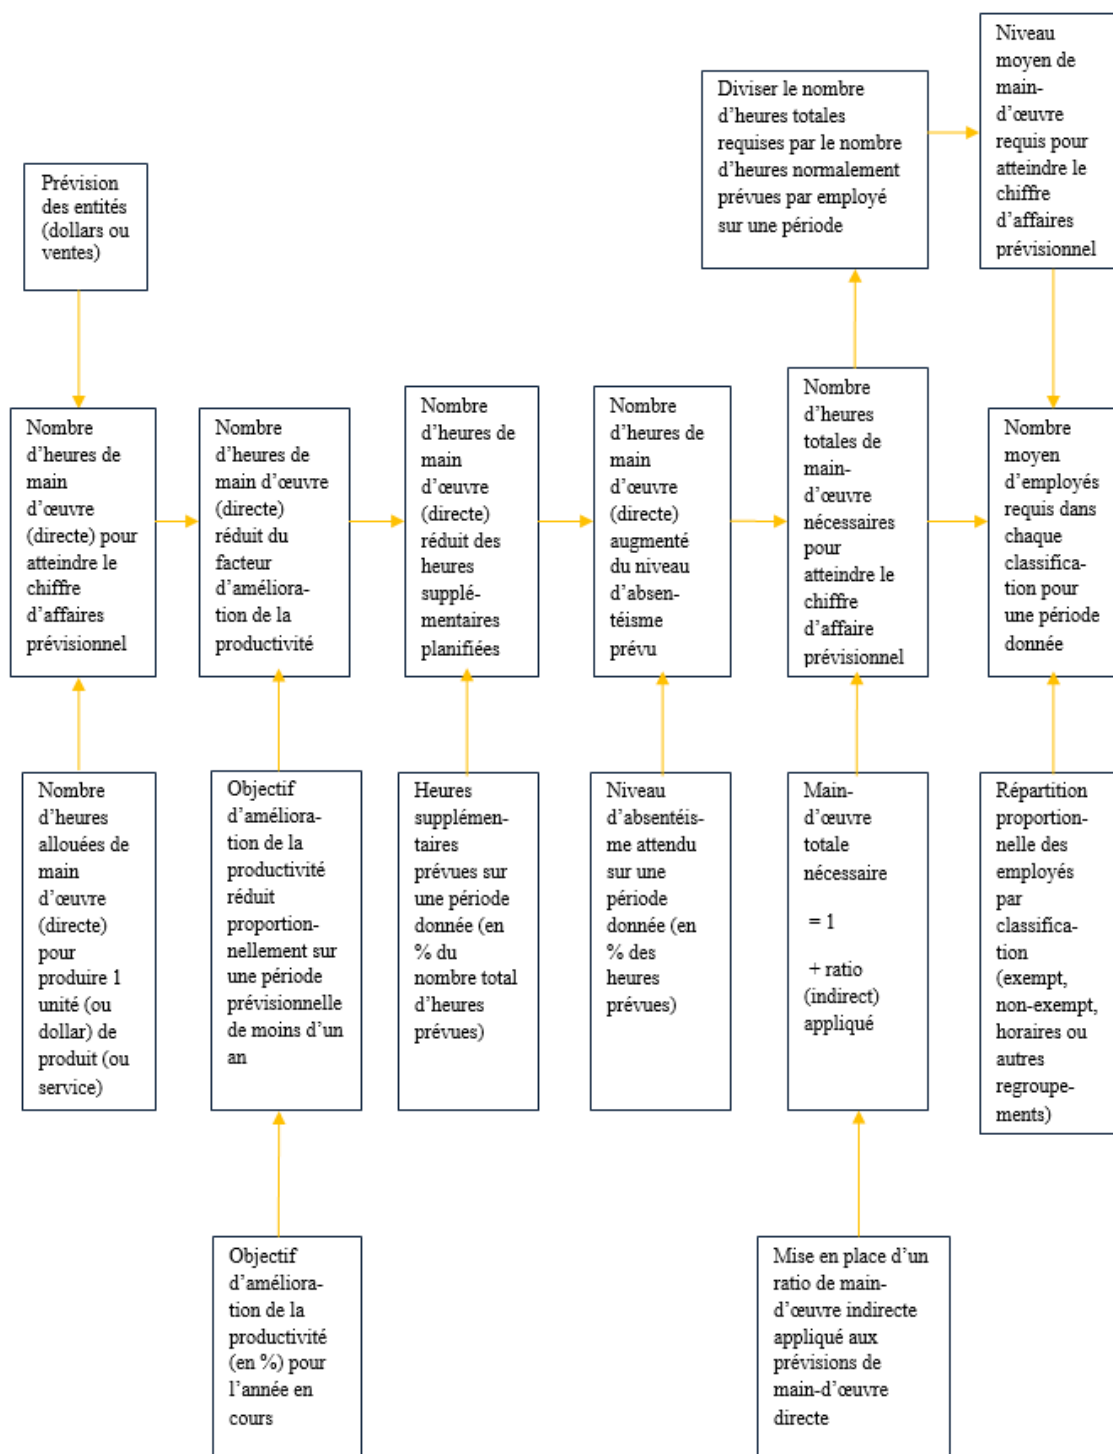 Niveau
moyen de
main-
d’œuvre
requis pour
atteindre le
chiffre
d’affaires
prévisionnel
Diviser le nombre
d’heures totales
requises par le nombre
d’heures normalement
prévues par employé
sur une période
Prévision
des entités
(dollars ou
ventes)
Nombre
d’heures de
main
d’œuvre
(directe) pour
atteindre le
chiffre
d’affaires
prévisionnel
Nombre
d’heures de
main d’œuvre
(directe)
réduit du
facteur
d’améliora-
tion de la
productivité
Nombre
d’heures de
main
d’œuvre
(directe)
réduit des
heures
supplé-
mentaires
planifiées
Nombre
d’heures de
main
d’œuvre
(directe)
augmenté
du niveau
d’absen-
téisme
prévu
Nombre
d’heures
totales de
main-
d’œuvre
nécessaires
pour
atteindre le
chiffre
d’affaire
prévisionnel
Nombre
moyen
d’employés
requis dans
chaque
classifica-
tion pour
une période
donnée
Nombre
d’heures
allouées de
main
d’œuvre
(directe)
pour
produire 1
unité (ou
dollar) de
produit (ou
service)
Objectif
d’améliora-
tion de la
productivité
réduit
proportion-
nellement sur
une période
prévisionnelle
de moins d’un
an
Heures
supplémen-
taires
prévues sur
une période
donnée (en
% du
nombre total
d’heures
prévues)
Niveau
d’absentéis-
me attendu
sur une
période
donnée (en
% des
heures
prévues)
Main-
d’œuvre
totale
nécessaire
= 1
+ ratio
(indirect)
appliqué
Répartition
proportion-
nelle des
employés
par
classifica-
tion
(exempt,
non-exempt,
horaires ou
autres
regroupe-
ments)
Objectif
d’améliora-
tion de la
productivité
(en %) pour
l’année en
cours
Mise en place d’un
ratio de main-
d’œuvre indirecte
appliqué aux
prévisions de
main-d’œuvre
directe